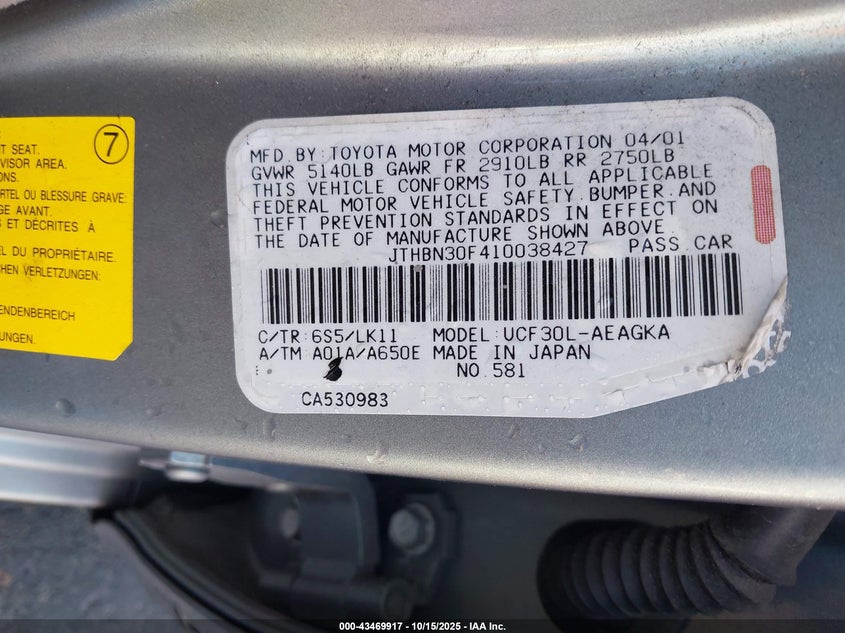 7
T SEAT.
VISOR AREA.
ONS.
RTEL OU BLESSURE GRAVE
GE AVANT.
S ET DÉCRITES À
EL DU PROPRIÉTAIRE.
CHEN VERLETZUNGEN:
ENDENBEREICH
UNGEN.
MFD. BY: TOYOTA MOTOR CORPORATION 04/01
GVWR 5140LB GAWR FR 2910LB RR 2750LB
THIS VEHICLE CONFORMS TO ALL APPLICABLE
FEDERAL MOTOR VEHICLE SAFETY, BUMPER, AND
THEFT PREVENTION STANDARDS IN EFFECT ON
THE DATE OF MANUFACTURE SHOWN ABOVE.
JTHBN30F410038427 PASS. CAR
C/TR: 6S5/LK11 MODEL: UCF30L-AEAGKA
A/TM A01A/A650E MADE IN JAPAN
NO. 581
CA530983
000-43469917 - 10/15/2025 - IAA Inc.